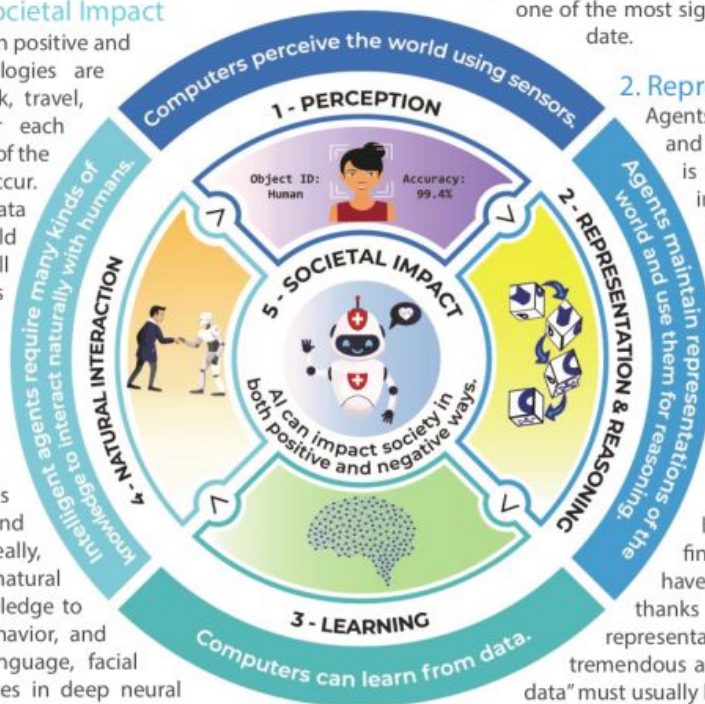 ocietal Impact
n positive and
logies are
k, travel,
each
of the
ccur.
ata
ld
ll
s
one of the most sig
date.
2. Repr
Agents
and
is
i
Computers perceive the world using sensors.
1 - PERCEPTION
Object ID:
Human
Accuracy:
99.4%
2 - REPRESENTATION & REASONING
Agents maintain representations of the
world and use them for reasoning.
3 - LEARNING
Computers can learn from data.
4 - NATURAL INTERACTION
Intelligent agents require many kinds of
knowledge to interact naturally with humans.
5 - SOCIETAL IMPACT
AI can impact society in
both positive and negative ways.
s
nd
eally,
natural
ledge to
havior, and
nguage, facial
es in deep neural
fin
have
thanks
representa
tremendous a
data" must usually